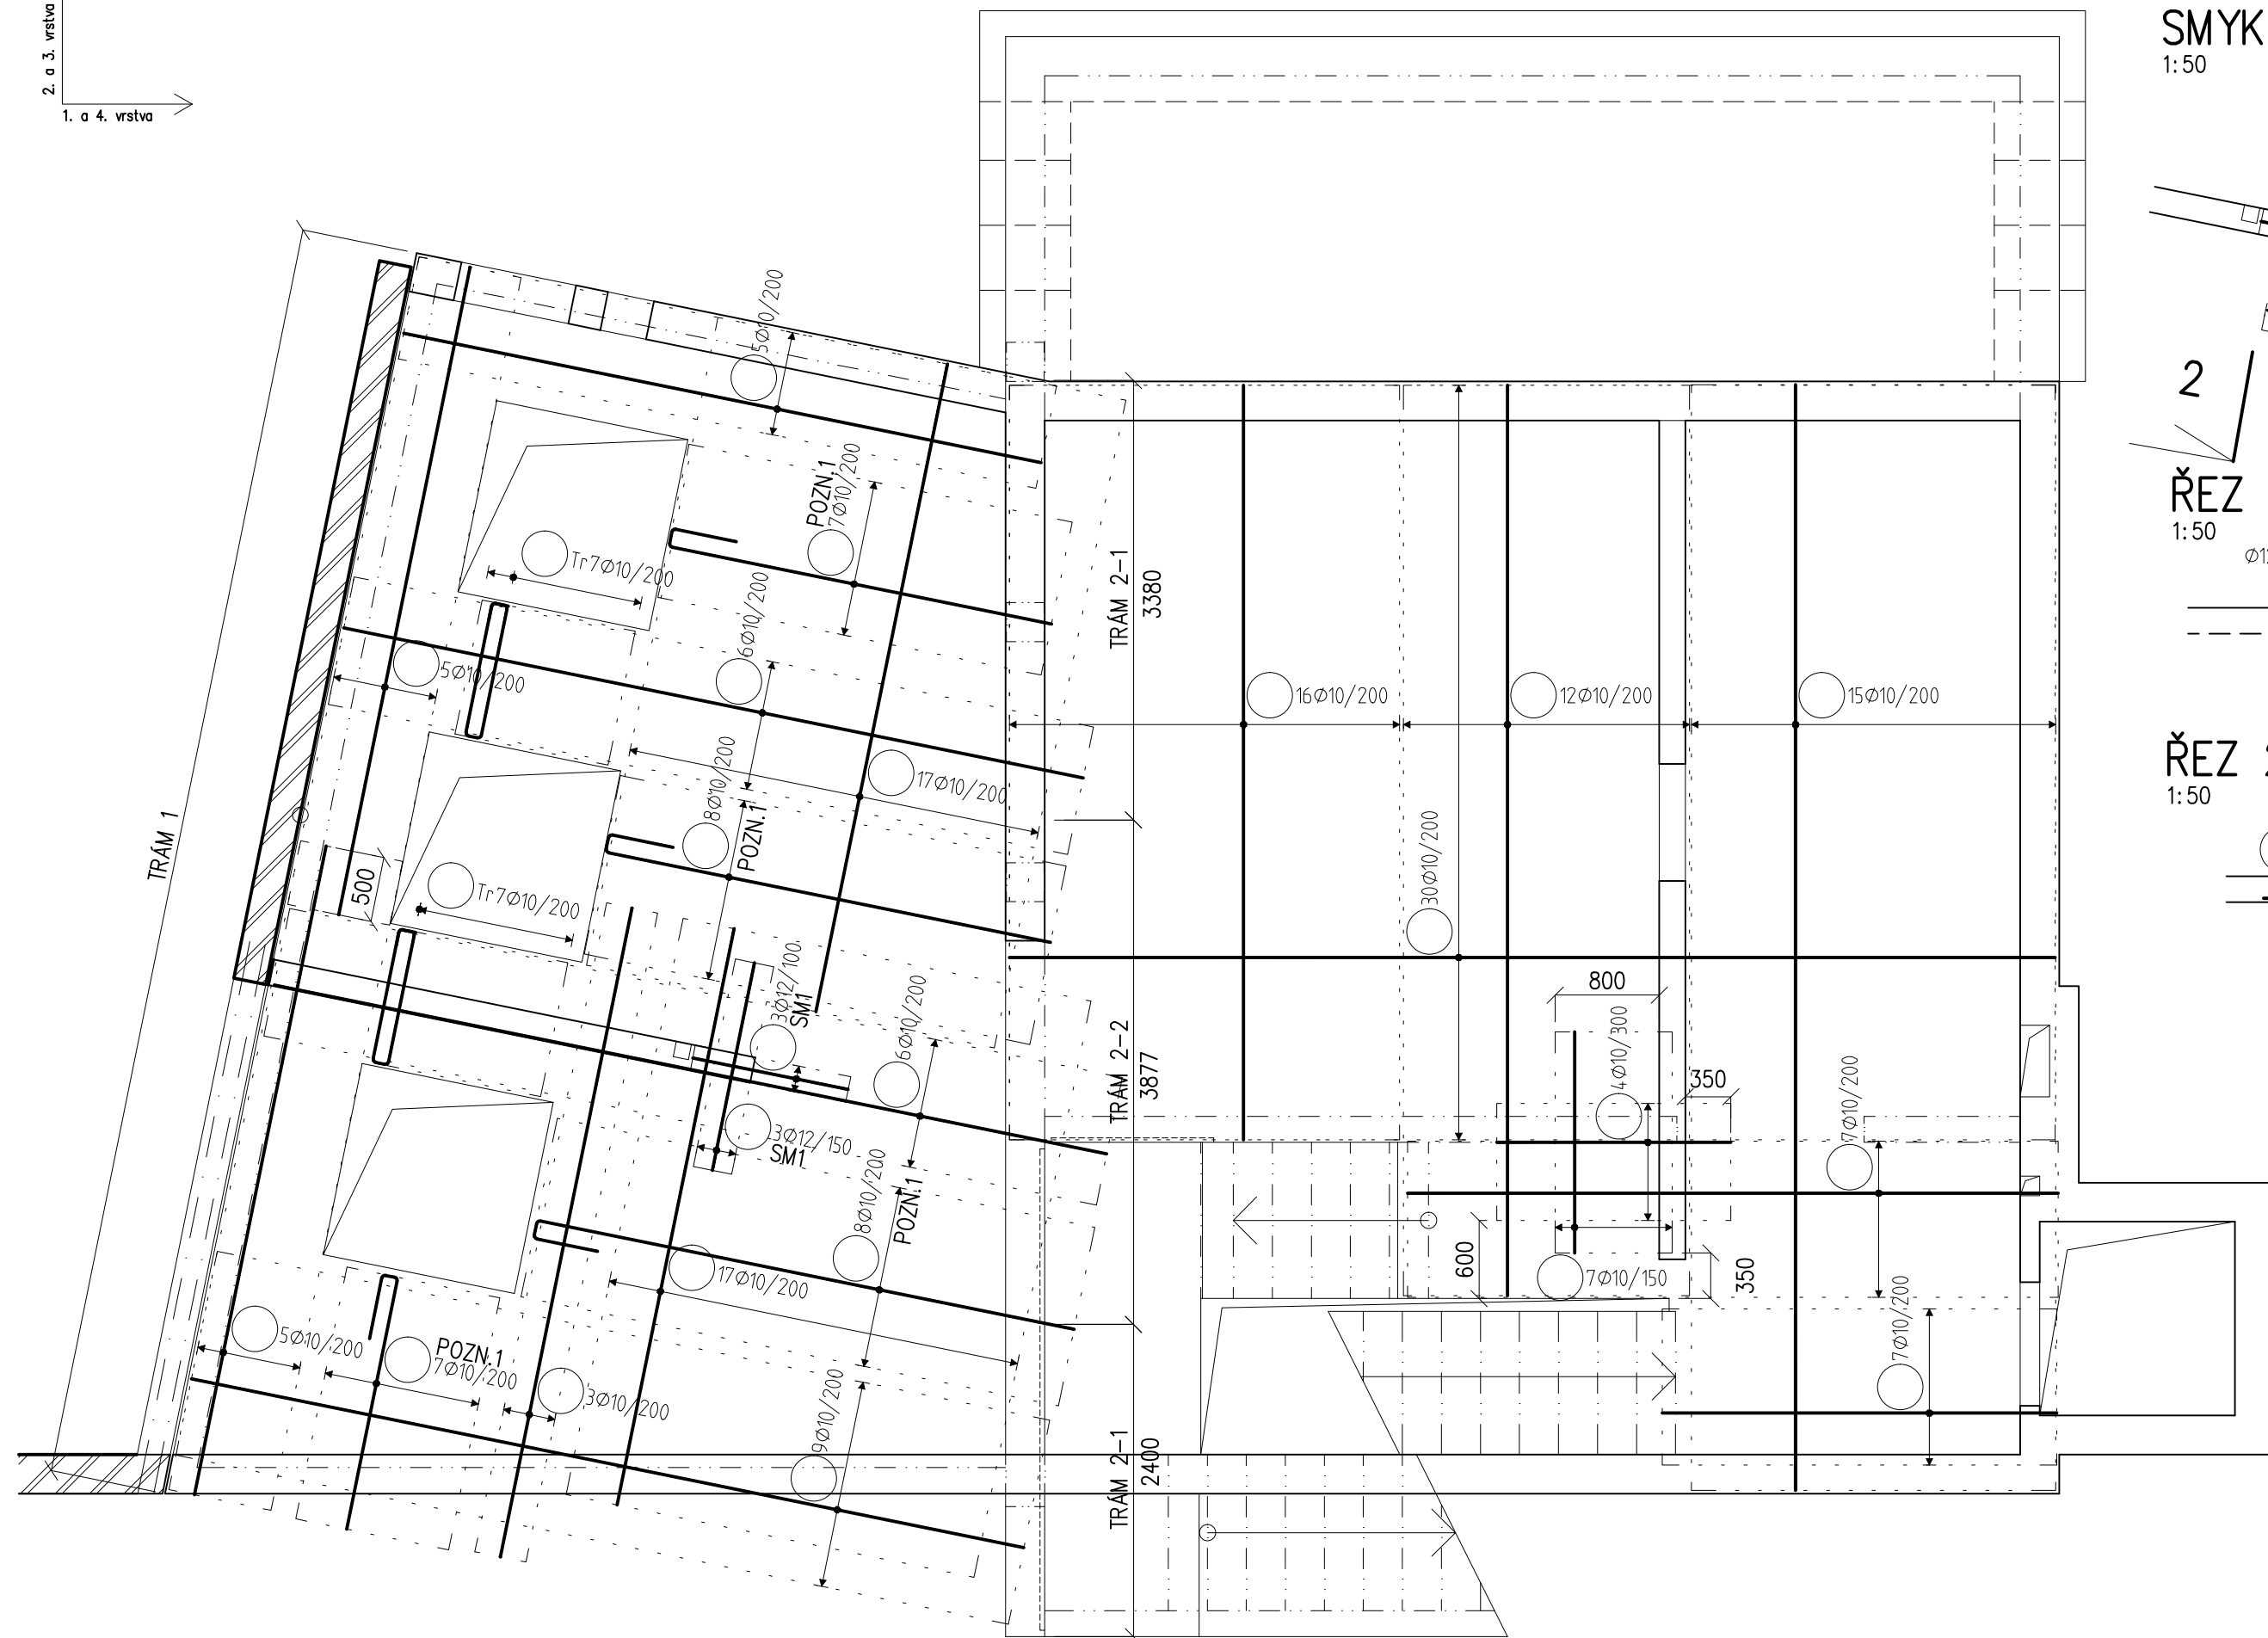 2. a 3. vrstva
1. a 4. vrstva
SMYK
1:50
2
ŘEZ
1:50
ŘEZ
1:50
5Ø10/200
POZN.1
7Ø10/200
Tr7Ø10/200
6Ø10/200
5Ø10/200
17Ø10/200
8Ø10/200
POZN.1
Tr7Ø10/200
500
TRÁM 1
3Ø12/100
SM1
6Ø10/200
3Ø12/150
SM1
8Ø10/200
POZN.1
17Ø10/200
5Ø10/200
POZN.1
7Ø10/200
3Ø10/200
9Ø10/200
TRÁM 2-1
3380
TRÁM 2-2
3877
TRÁM 2-1
2400
16Ø10/200
12Ø10/200
15Ø10/200
30Ø10/200
800
4Ø10/300
350
7Ø10/200
600
7Ø10/150
350
7Ø10/200